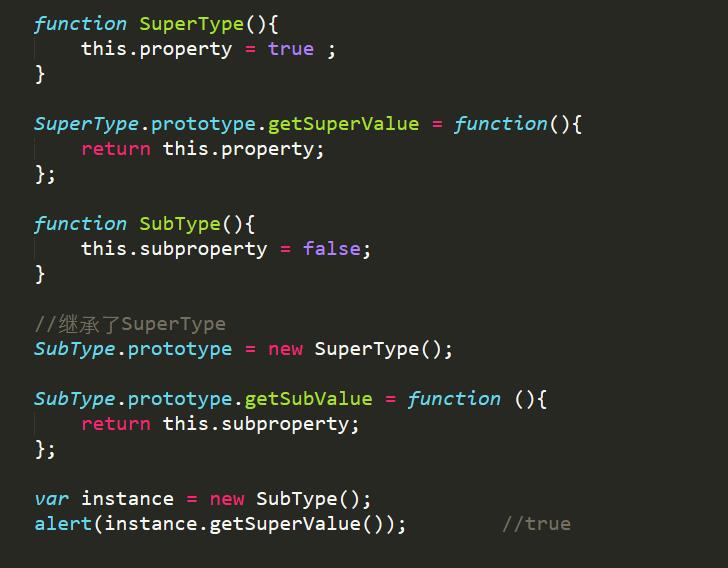 function SuperType(){
    this.property = true ;
}
SuperType.prototype.getSuperValue = function(){
    return this.property;
};
function SubType(){
    this.subproperty = false;
}
//继承了SuperType
SubType.prototype = new SuperType();
SubType.prototype.getSubValue = function (){
    return this.subproperty;
};
var instance = new SubType();
alert(instance.getSuperValue());        //true